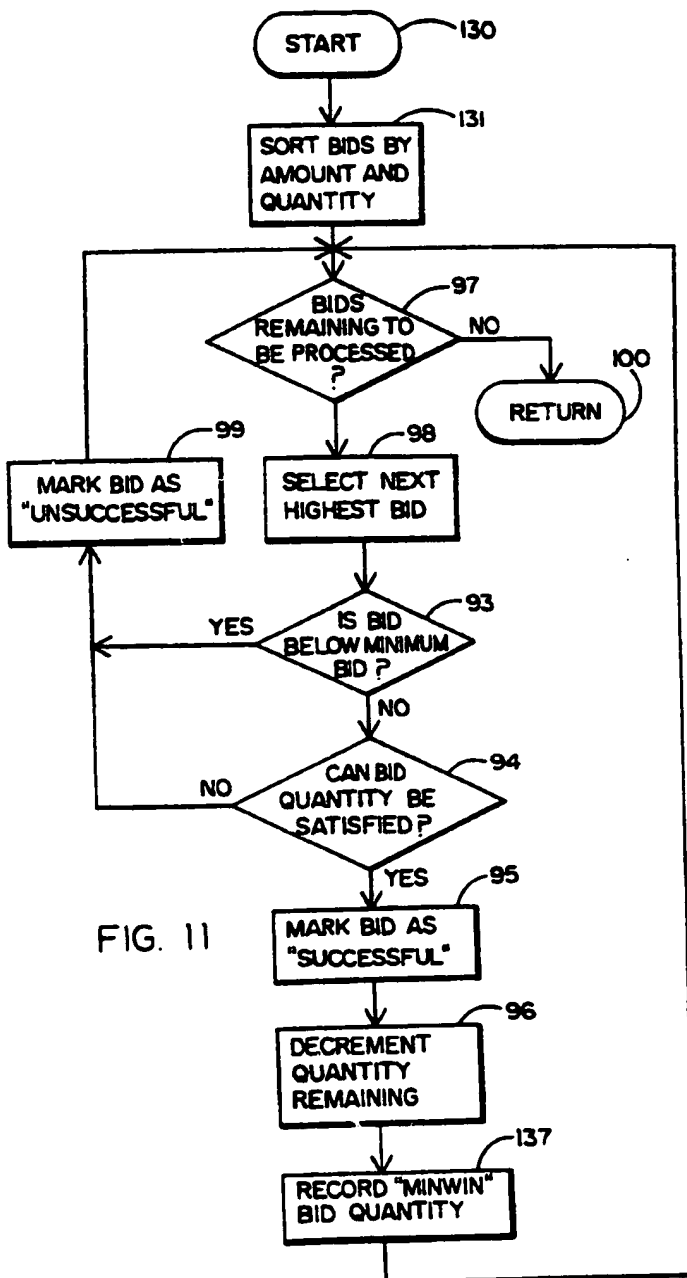 START
130
131
SORT BIDS BY
AMOUNT AND
QUANTITY
97
BIDS
REMAINING TO
BE PROCESSED
?
NO
100
RETURN
99
MARK BID AS
"UNSUCCESSFUL"
98
SELECT NEXT
HIGHEST BID
93
YES
IS BID
BELOW MINIMUM
BID ?
NO
94
NO
CAN BID
QUANTITY BE
SATISFIED?
YES
95
MARK BID AS
"SUCCESSFUL"
FIG. 11
96
DECREMENT
QUANTITY
REMAINING
137
RECORD "MINWIN"
BID QUANTITY